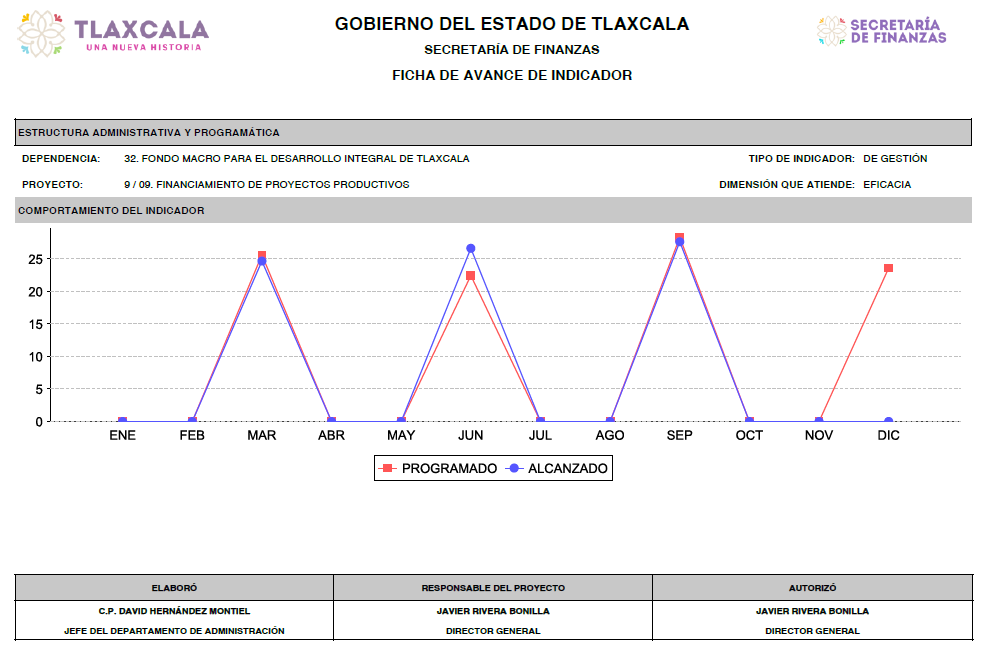 TLAXCALA
UNA NUEVA HISTORIA
GOBIERNO DEL ESTADO DE TLAXCALA
SECRETARÍA DE FINANZAS
FICHA DE AVANCE DE INDICADOR
SECRETARÍA
DE FINANZAS
ESTRUCTURA ADMINISTRATIVA Y PROGRAMÁTICA
DEPENDENCIA: 32. FONDO MACRO PARA EL DESARROLLO INTEGRAL DE TLAXCALA TIPO DE INDICADOR: DE GESTIÓN
PROYECTO: 9 / 09. FINANCIAMIENTO DE PROYECTOS PRODUCTIVOS DIMENSIÓN QUE ATIENDE: EFICACIA
COMPORTAMIENTO DEL INDICADOR
25
20
15
10
5
0
ENE FEB MAR ABR MAY JUN JUL AGO SEP OCT NOV DIC
PROGRAMADO ALCANZADO
ELABORÓ RESPONSABLE DEL PROYECTO AUTORIZÓ
C.P. DAVID HERNÁNDEZ MONTIEL JAVIER RIVERA BONILLA JAVIER RIVERA BONILLA
JEFE DEL DEPARTAMENTO DE ADMINISTRACIÓN DIRECTOR GENERAL DIRECTOR GENERAL